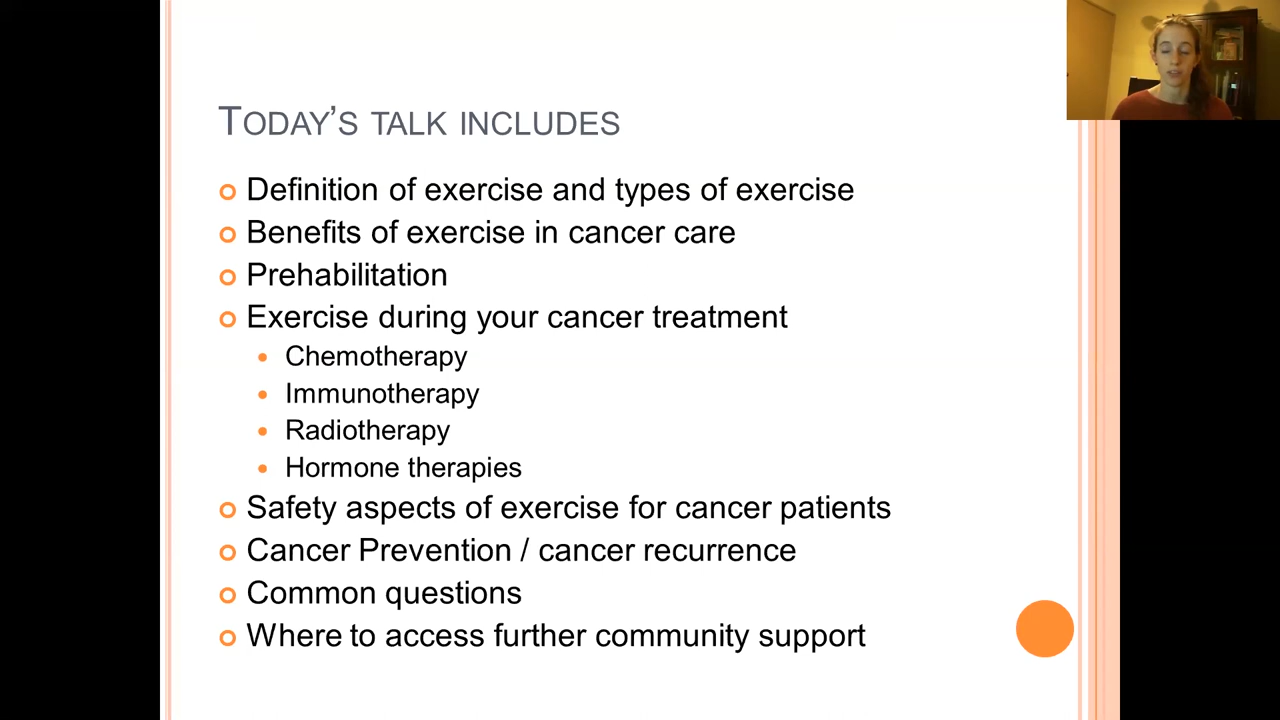 Today's talk includes
Definition of exercise and types of exercise
Benefits of exercise in cancer care
Prehabilitation
Exercise during your cancer treatment
Chemotherapy
Immunotherapy
Radiotherapy
Hormone therapies
Safety aspects of exercise for cancer patients
Cancer Prevention / cancer recurrence
Common questions
Where to access further community support